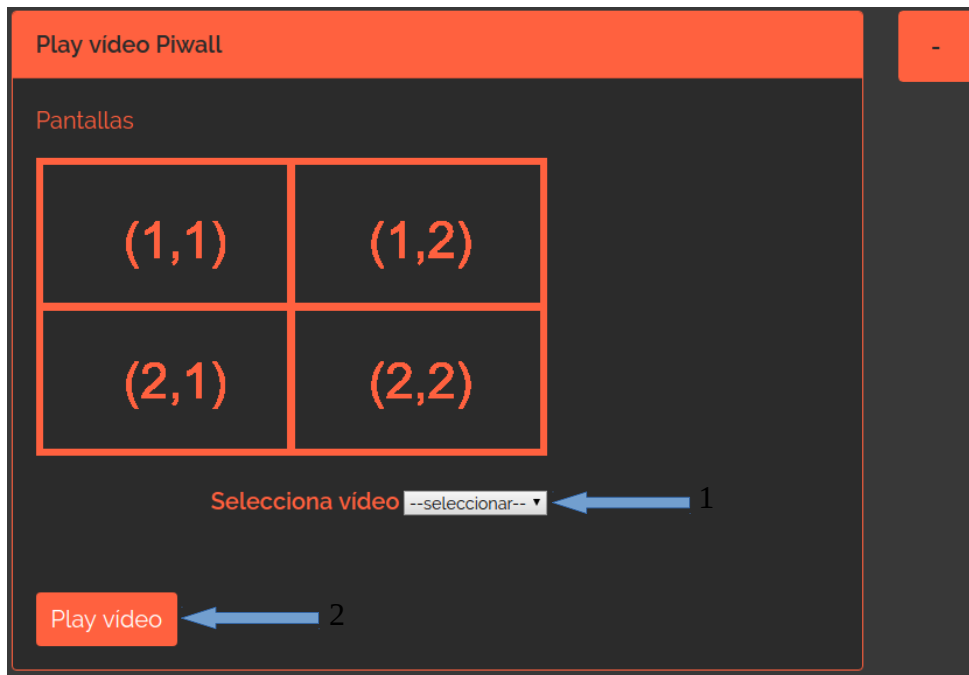 Play vídeo Piwall
-
Pantallas
(1,1) (1,2)
(2,1) (2,2)
Selecciona vídeo --seleccionar-- 1
Play vídeo 2